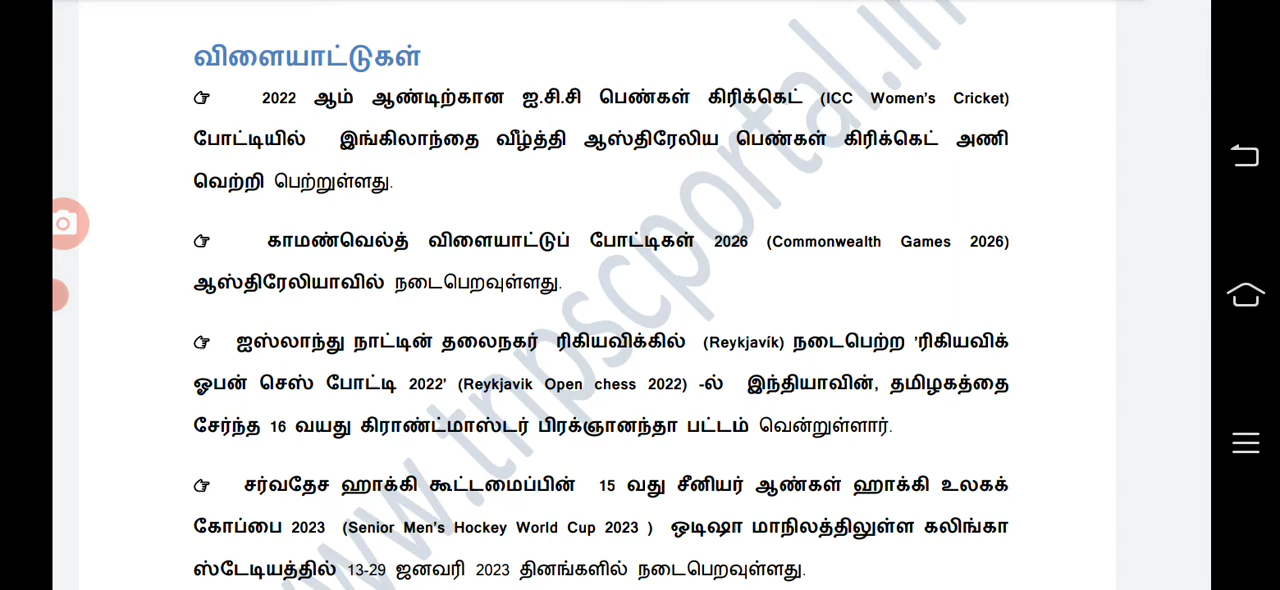 விளையாட்டுகள்
☞ 2022 ஆம் ஆண்டிற்கான ஐ.சி.சி பெண்கள் கிரிக்கெட் (ICC Women's Cricket)
போட்டியில் இங்கிலாந்தை வீழ்த்தி ஆஸ்திரேலிய பெண்கள் கிரிக்கெட் அணி
வெற்றி பெற்றுள்ளது.
☞ காமண்வெல்த் விளையாட்டுப் போட்டிகள் 2026 (Commonwealth Games 2026)
ஆஸ்திரேலியாவில் நடைபெறவுள்ளது.
☞ ஐஸ்லாந்து நாட்டின் தலைநகர் ரிகியவிக்கில் (Reykjavík) நடைபெற்ற 'ரிகியவிக்
ஓபன் செஸ் போட்டி 2022' (Reykjavik Open chess 2022) -ல் இந்தியாவின், தமிழகத்தை
சேர்ந்த 16 வயது கிராண்ட்மாஸ்டர் பிரக்ஞானந்தா பட்டம் வென்றுள்ளார்.
☞ சர்வதேச ஹாக்கி கூட்டமைப்பின் 15 வது சீனியர் ஆண்கள் ஹாக்கி உலகக்
கோப்பை 2023 (Senior Men's Hockey World Cup 2023 ) ஒடிஷா மாநிலத்திலுள்ள கலிங்கா
ஸ்டேடியத்தில் 13-29 ஜனவரி 2023 தினங்களில் நடைபெறவுள்ளது.
www.tnpscportal.in